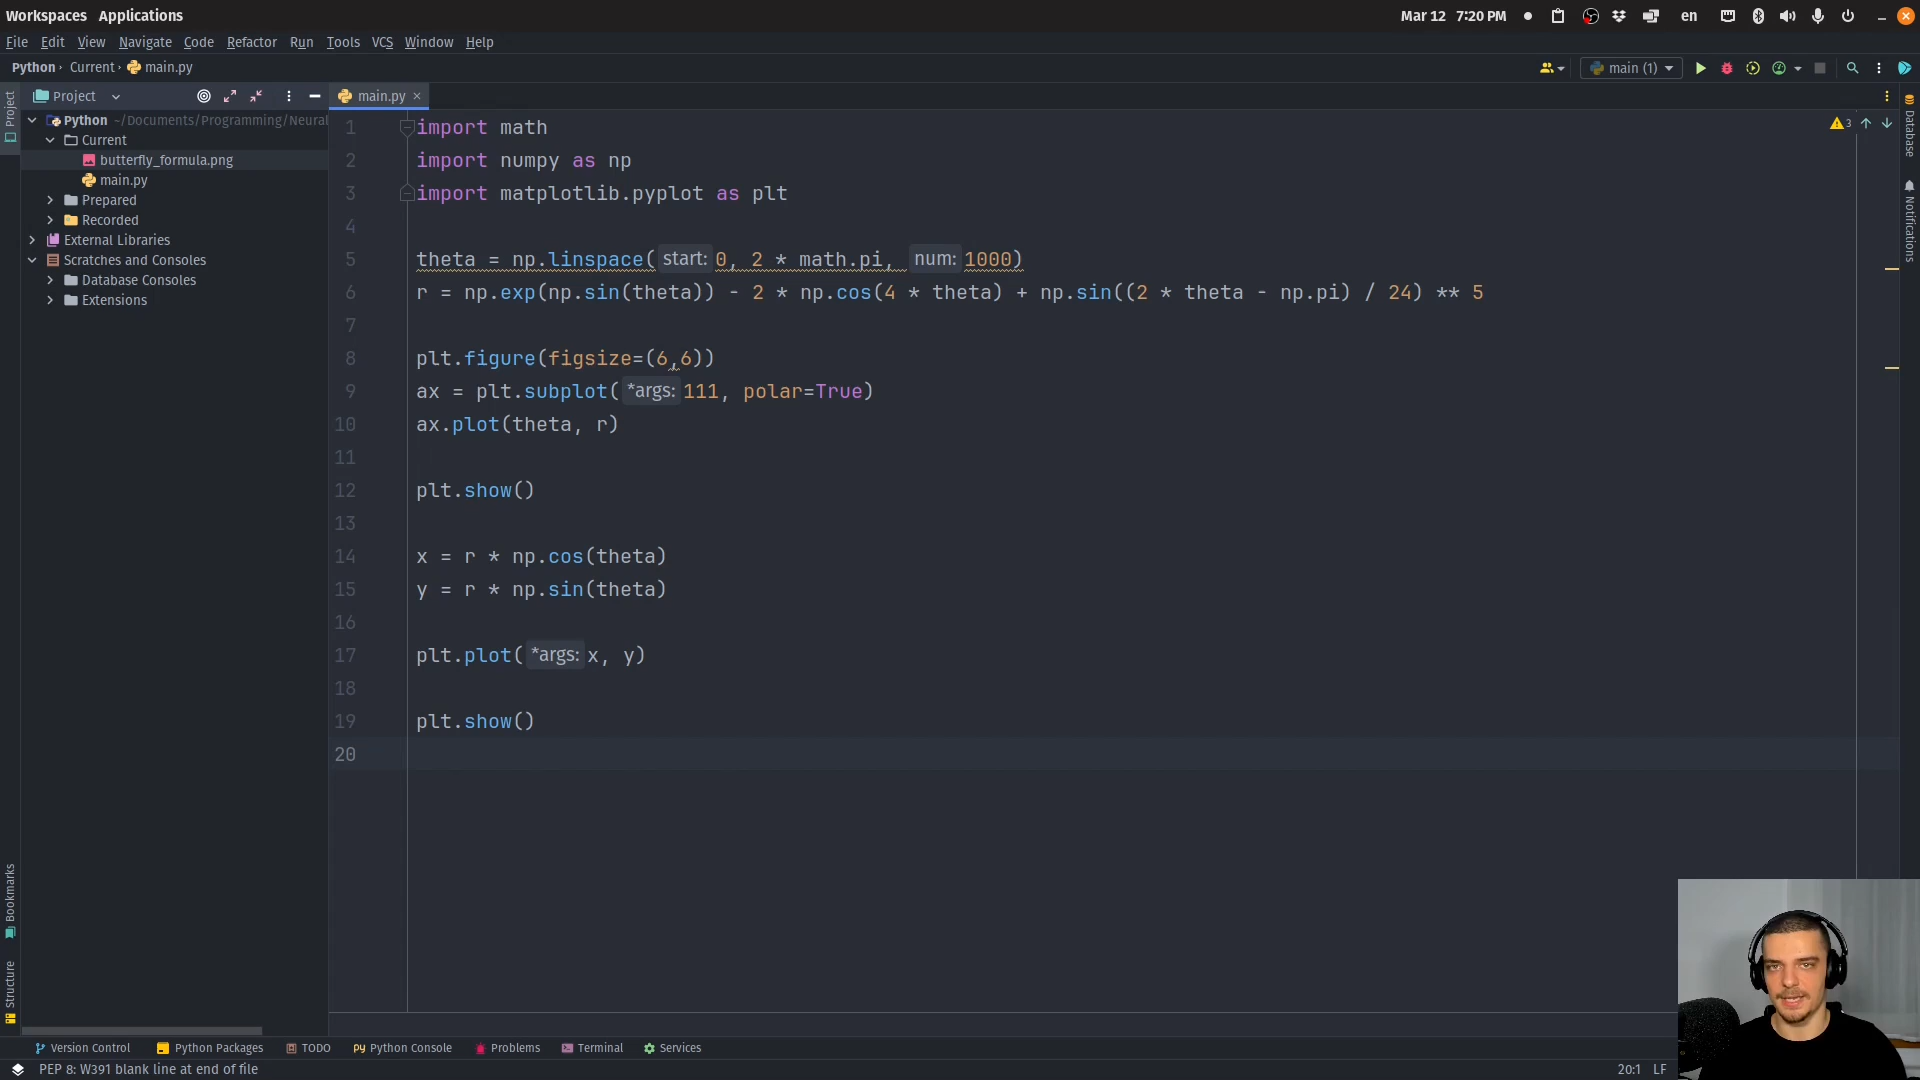 Workspaces Applications Mar 12 7:20 PM en
File Edit View Navigate Code Refactor Run Tools VCS Window Help
Python Current main.py main (1)
Project main.py
Python ~/Documents/Programming/Neural
Current
butterfly_formula.png
main.py
Prepared
Recorded
External Libraries
Scratches and Consoles
Database Consoles
Extensions
Project
Bookmarks
Structure
3
Database
Notifications
1 import math
2 import numpy as np
3 import matplotlib.pyplot as plt
4
5 theta = np.linspace( start: 0, 2 * math.pi, num: 1000)
6 r = np.exp(np.sin(theta)) - 2 * np.cos(4 * theta) + np.sin((2 * theta - np.pi) / 24) ** 5
7
8 plt.figure(figsize=(6,6))
9 ax = plt.subplot( *args: 111, polar=True)
10 ax.plot(theta, r)
11
12 plt.show()
13
14 x = r * np.cos(theta)
15 y = r * np.sin(theta)
16
17 plt.plot( *args: x, y)
18
19 plt.show()
20
Version Control Python Packages TODO Python Console Problems Terminal Services
PEP 8: W391 blank line at end of file 20:1 LF